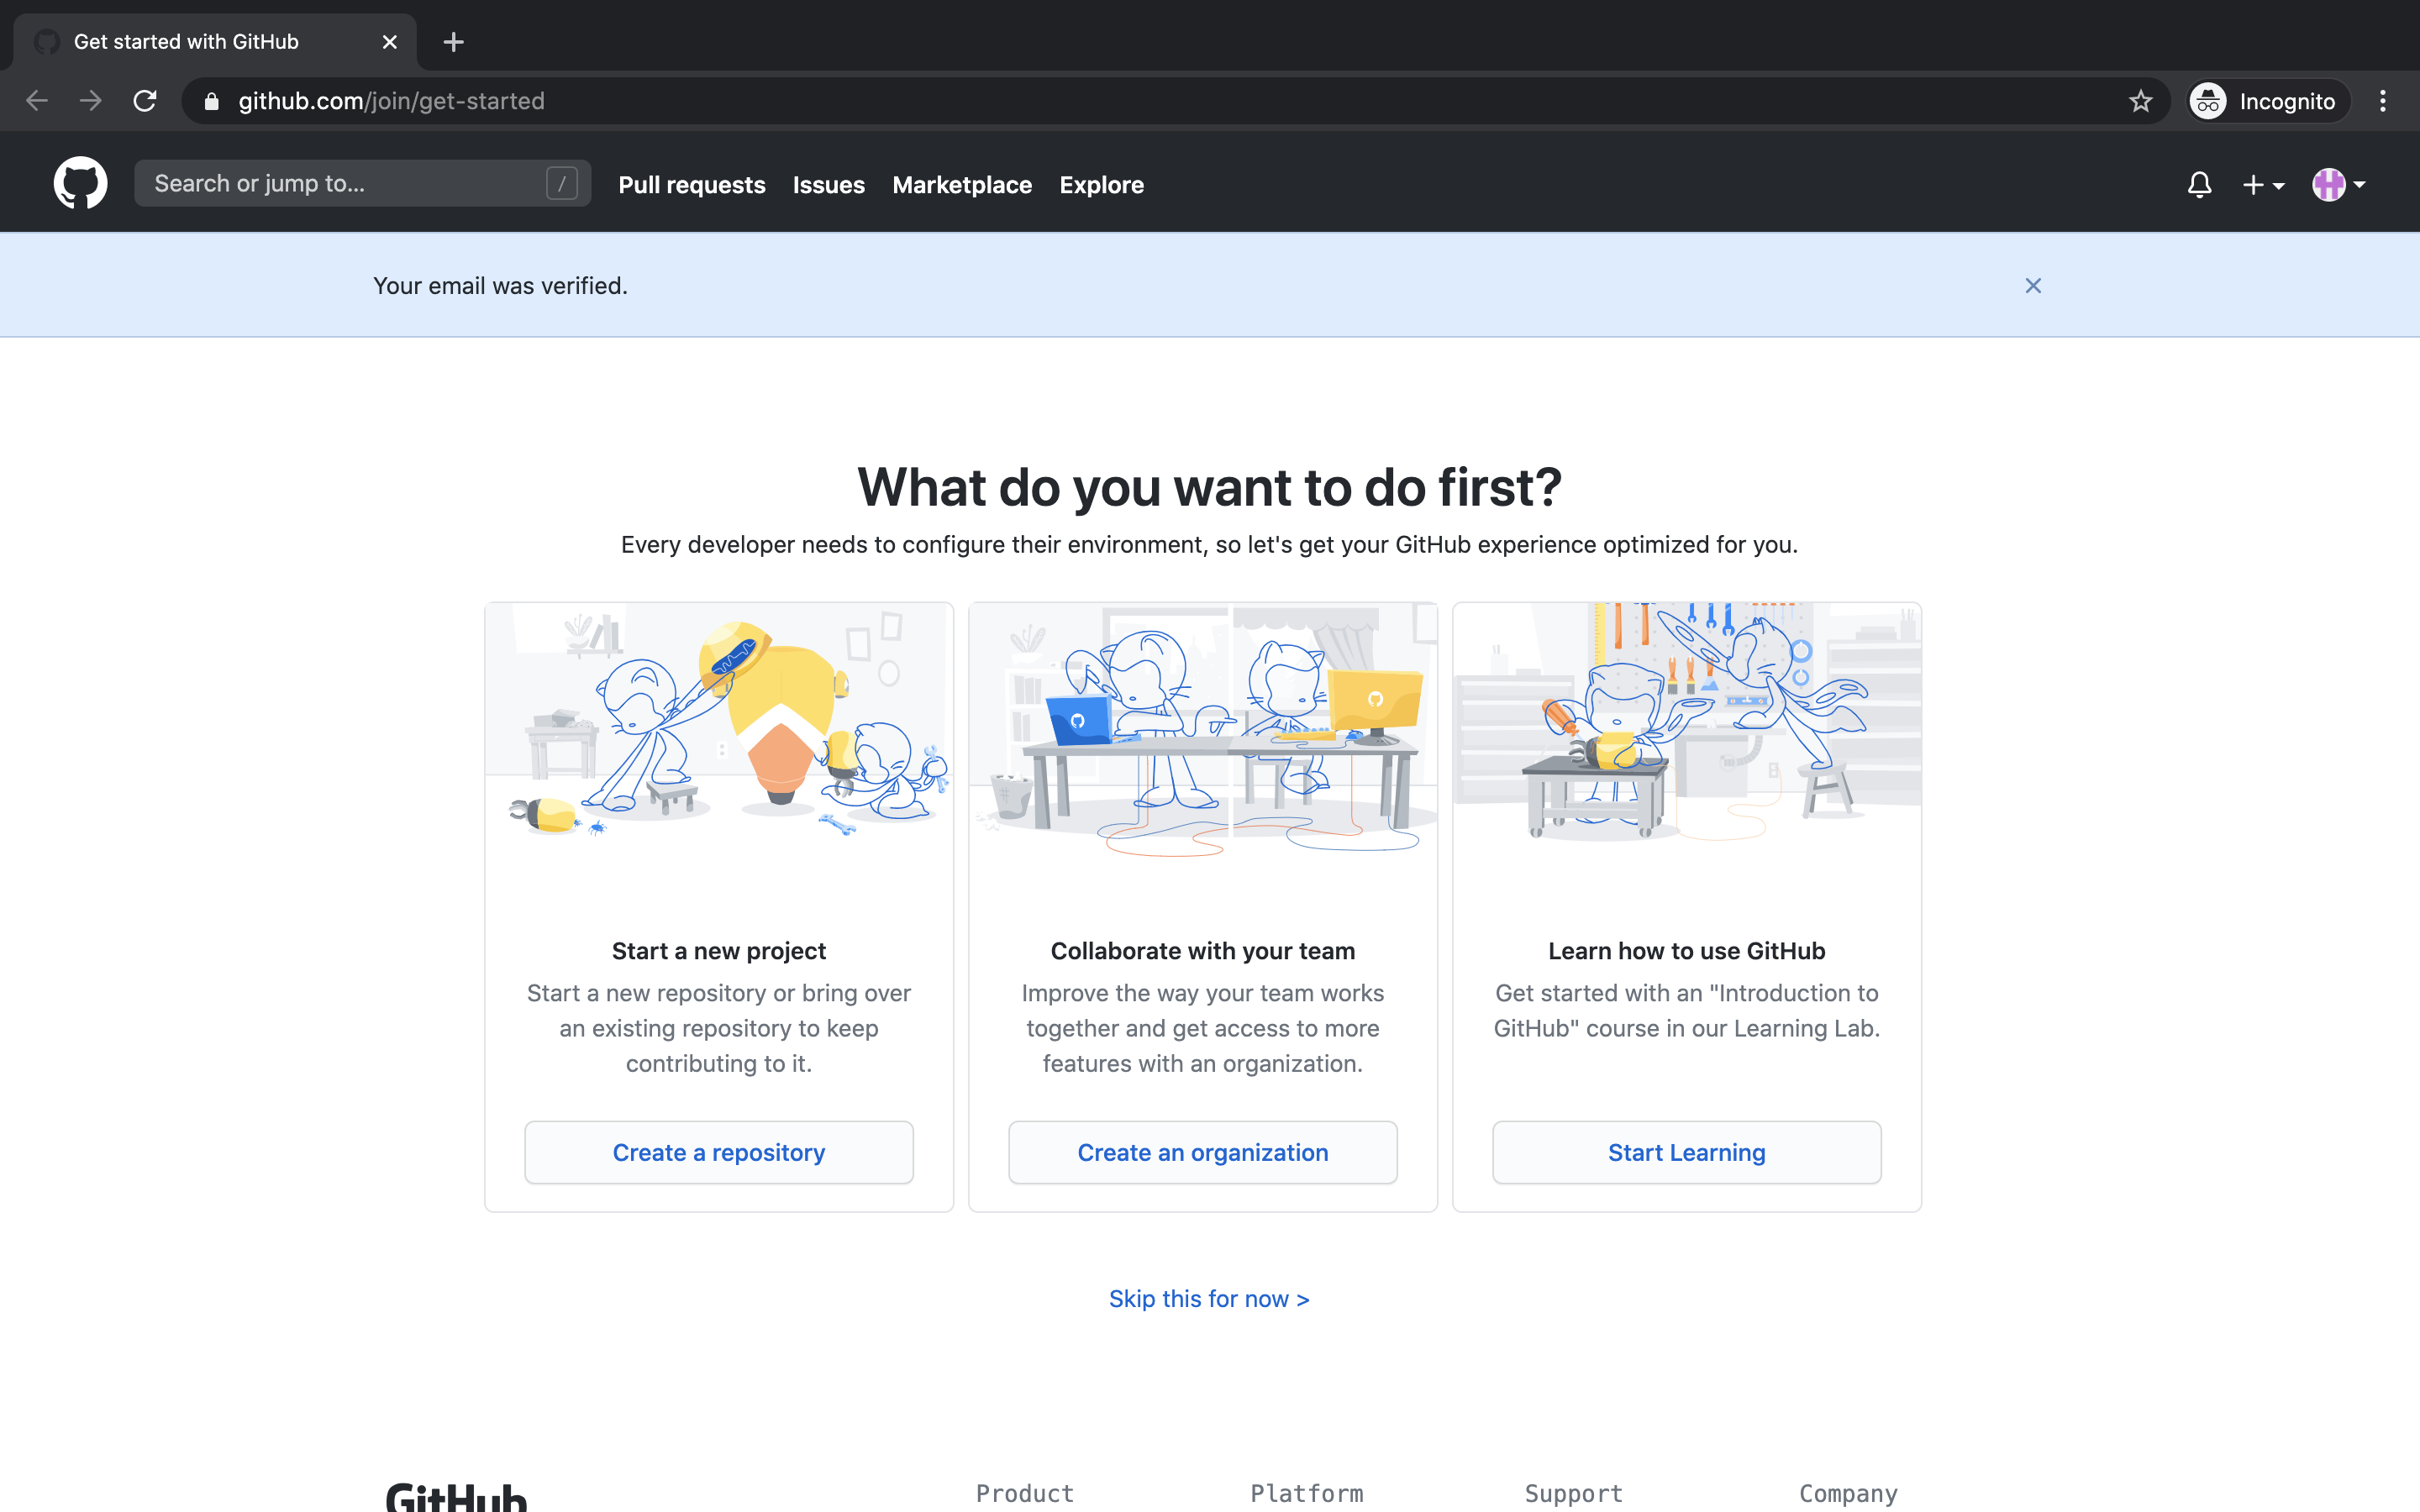 Get started with GitHub
github.com/join/get-started
Incognito
Search or jump to...
/
Pull requests
Issues
Marketplace
Explore
Your email was verified.
What do you want to do first?
Every developer needs to configure their environment, so let's get your GitHub experience optimized for you.
Start a new project
Start a new repository or bring over
an existing repository to keep
contributing to it.
Create a repository
Collaborate with your team
Improve the way your team works
together and get access to more
features with an organization.
Create an organization
Learn how to use GitHub
Get started with an "Introduction to
GitHub" course in our Learning Lab.
Start Learning
Skip this for now >
GitHub
Product
Platform
Support
Company